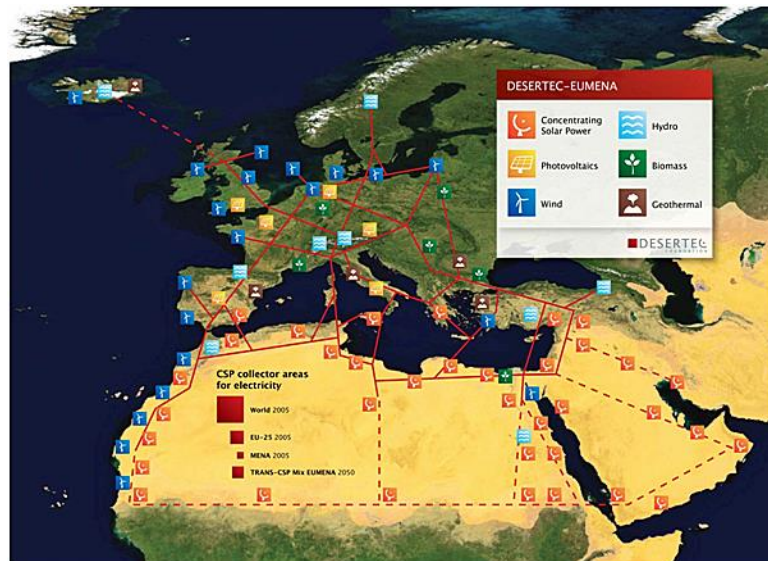 DESERTEC-EUMENA
Concentrating
Solar Power
Hydro
Photovoltaics
Biomass
Wind
Geothermal
DESERTEC
FOUNDATION
CSP collector areas
for electricity
World 2005
EU-25 2005
MENA 2005
TRANS-CSP Mix EUMENA 2050